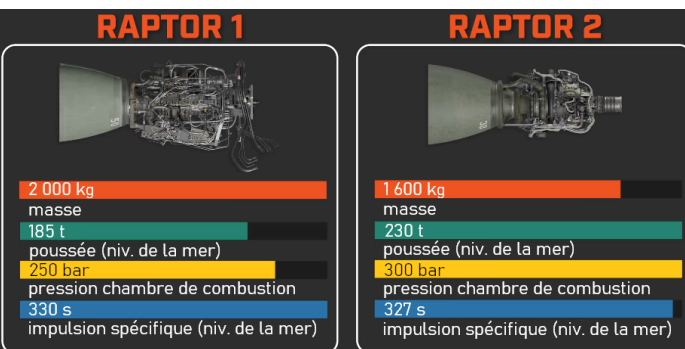 RAPTOR 1
2 000 kg
masse
185 t
poussée (niv. de la mer)
250 bar
pression chambre de combustion
330 s
impulsion spécifique (niv. de la mer)
RAPTOR 2
1 600 kg
masse
230 t
poussée (niv. de la mer)
300 bar
pression chambre de combustion
327 s
impulsion spécifique (niv. de la mer)